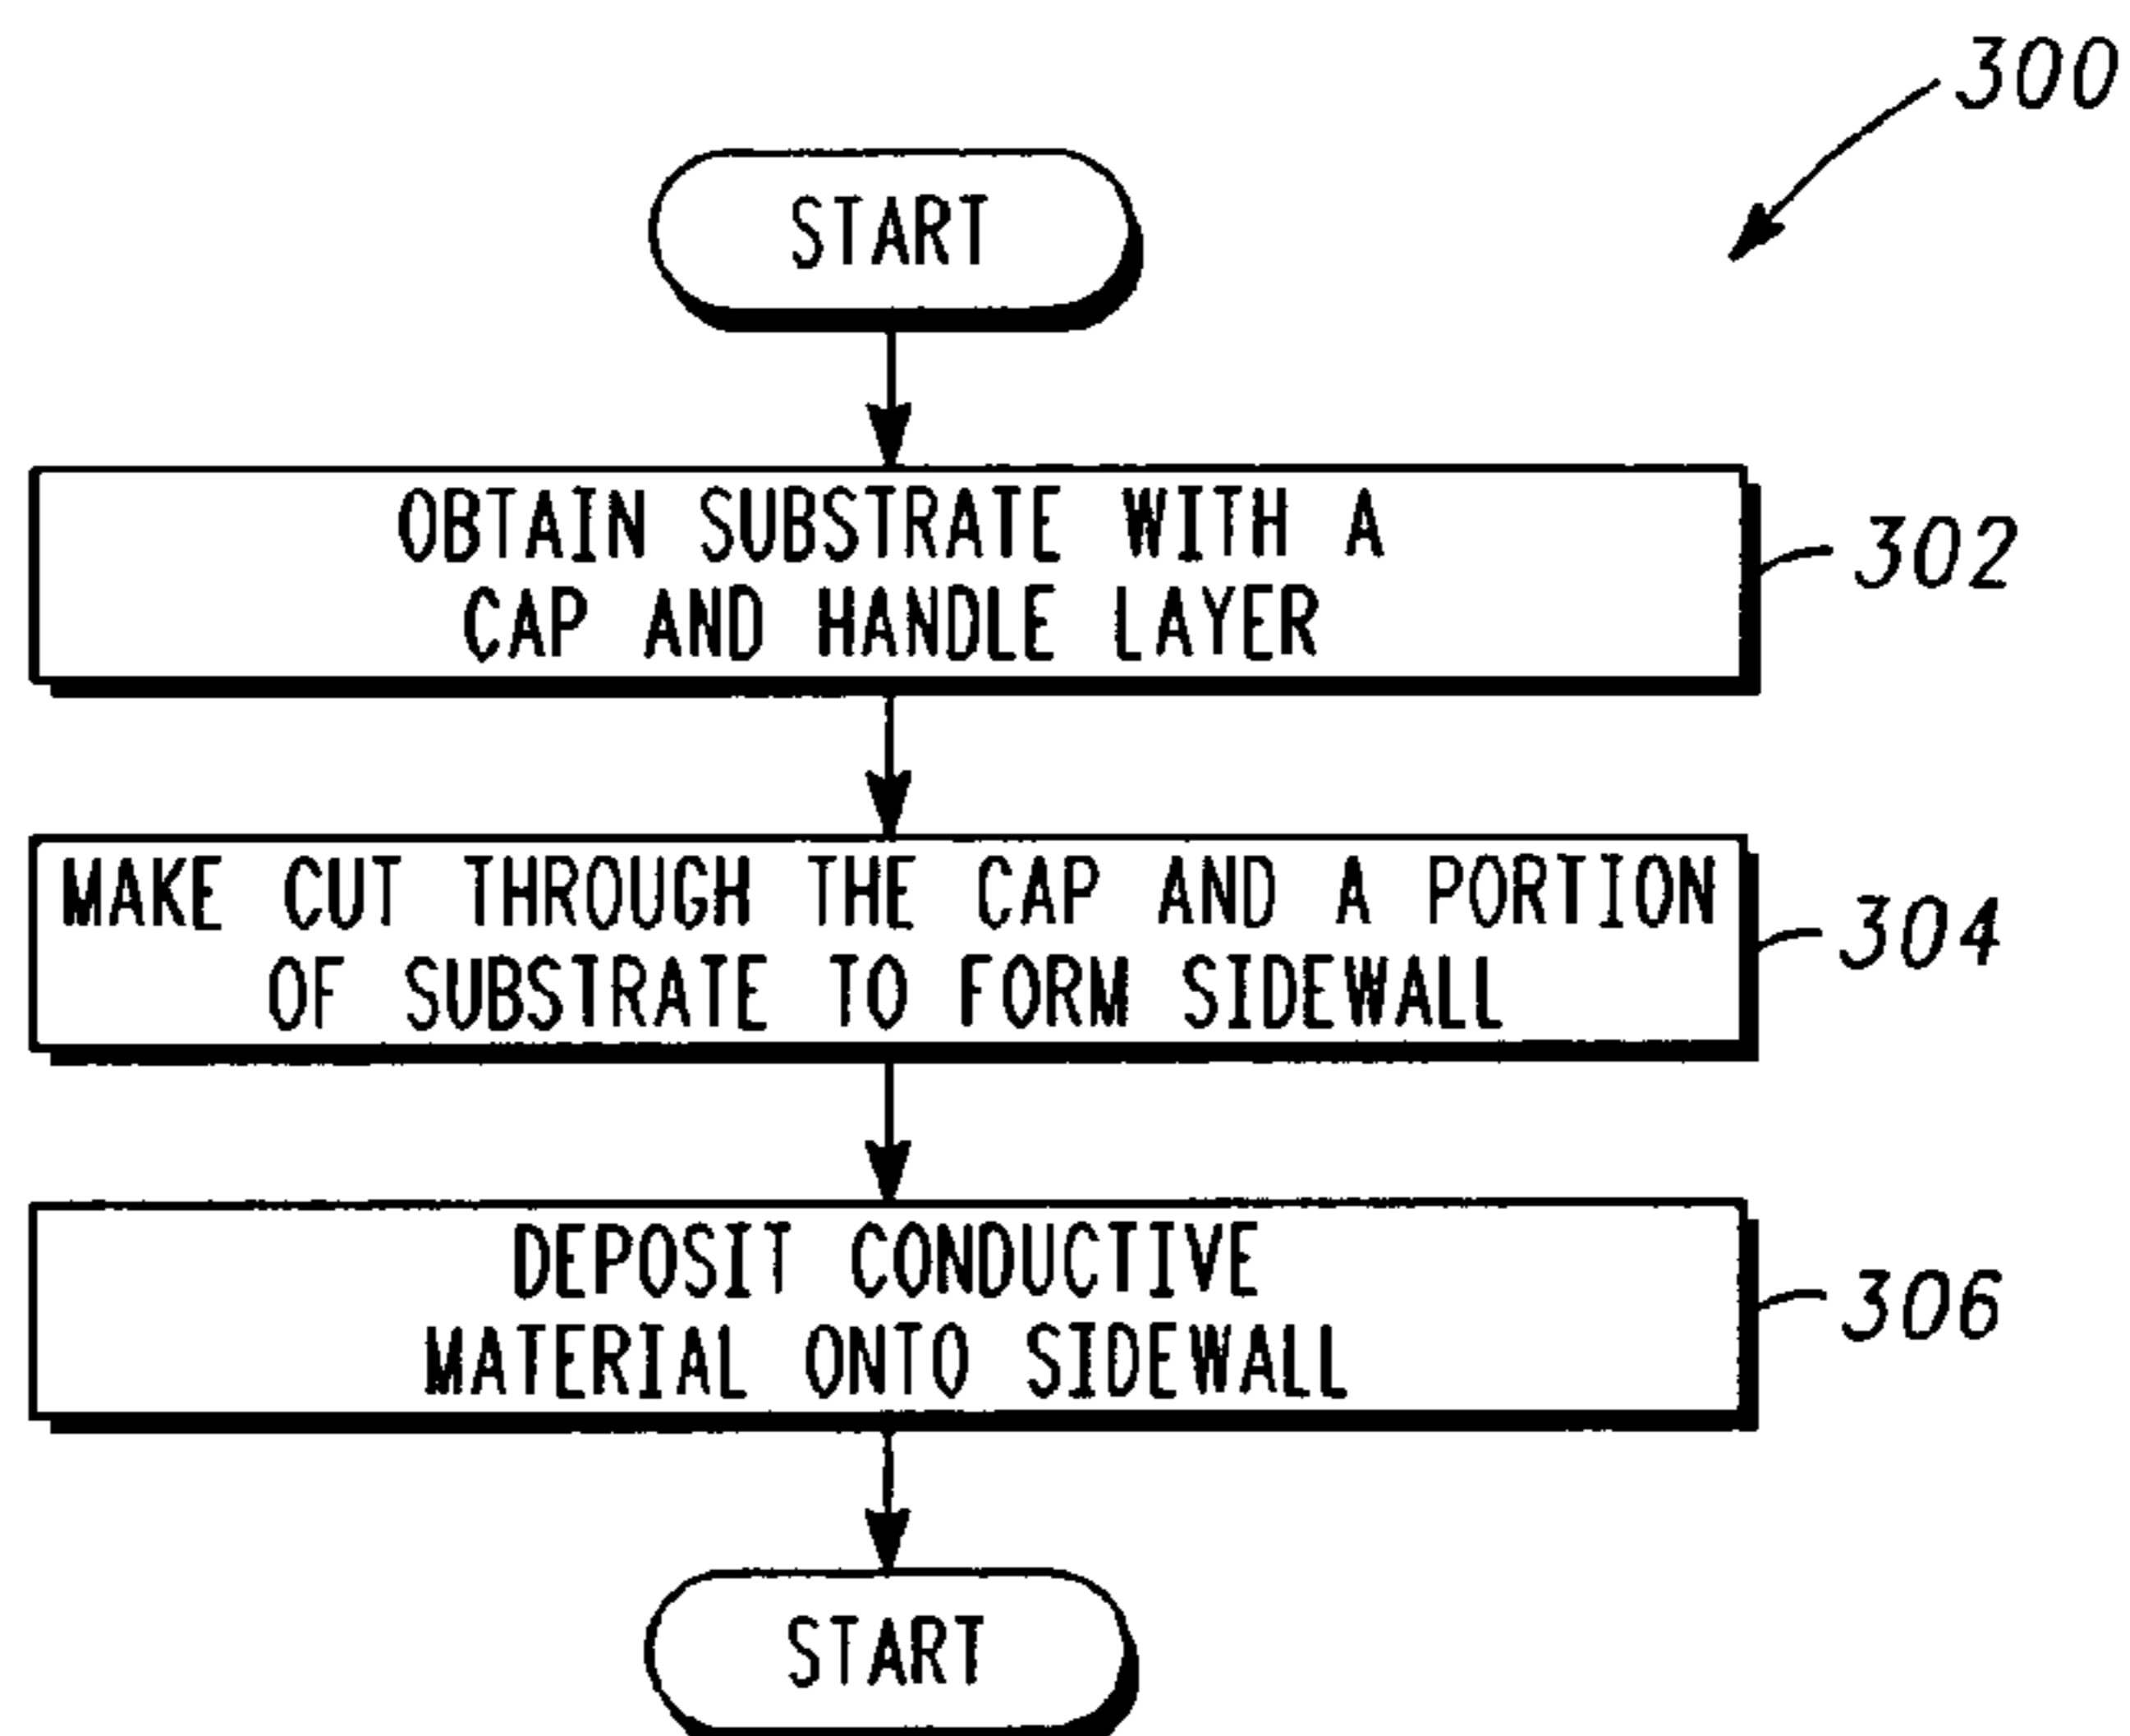 300
START
OBTAIN SUBSTRATE WITH A
CAP AND HANDLE LAYER
302
MAKE CUT THROUGH THE CAP AND A PORTION
OF SUBSTRATE TO FORM SIDEWALL
304
DEPOSIT CONDUCTIVE
MATERIAL ONTO SIDEWALL
306
START